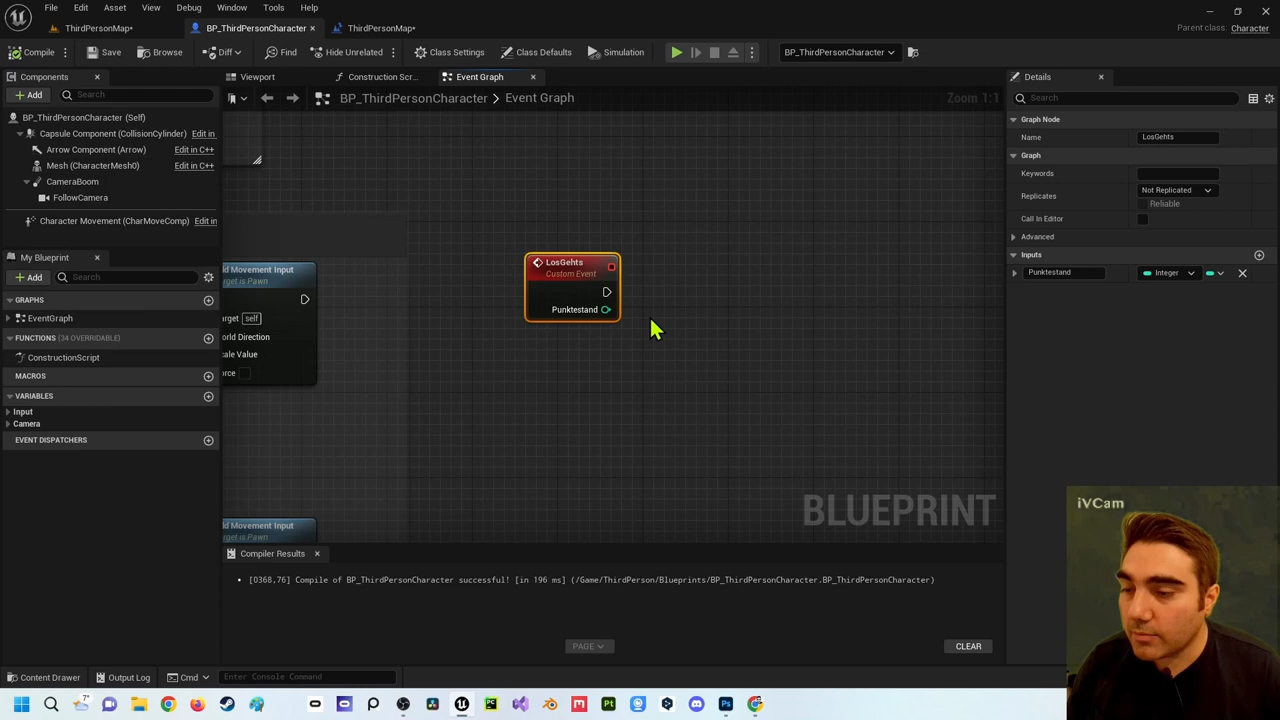 File Edit Asset View Debug Window Tools Help
ThirdPersonMap* BP_ThirdPersonCharacter ThirdPersonMap* Parent class: Character
Compile Save Browse Diff Find Hide Unrelated Class Settings Class Defaults Simulation BP_ThirdPersonCharacter
Components Viewport Construction Scr... Event Graph Details
Add Search BP_ThirdPersonCharacter Event Graph Zoom 1:1 Search
BP_ThirdPersonCharacter (Self) Graph Node
Capsule Component (CollisionCylinder) Edit in Name LosGehts
Arrow Component (Arrow) Edit in C++ Graph
Mesh (CharacterMesh0) Edit in C++ Keywords
CameraBoom
FollowCamera Replicates Not Replicated
Reliable
Character Movement (CharMoveComp) Edit in Call In Editor
Advanced
My Blueprint Inputs
Add Search Punktestand Integer
LosGehts
Custom Event
Punktestand
d Movement Input
arget is Pawn
arget self
orld Direction
cale Value
orce
GRAPHS
EventGraph
FUNCTIONS (34 OVERRIDABLE)
ConstructionScript
MACROS
VARIABLES
Input
Camera
EVENT DISPATCHERS
BLUEPRINT
d Movement Input
arget is Pawn
Compiler Results
[0368,76] Compile of BP_ThirdPersonCharacter successful! [in 196 ms] (/Game/ThirdPerson/Blueprints/BP_ThirdPersonCharacter.BP_ThirdPersonCharacter)
PAGE CLEAR
Content Drawer Output Log Cmd Enter Console Command
iVCam
7°